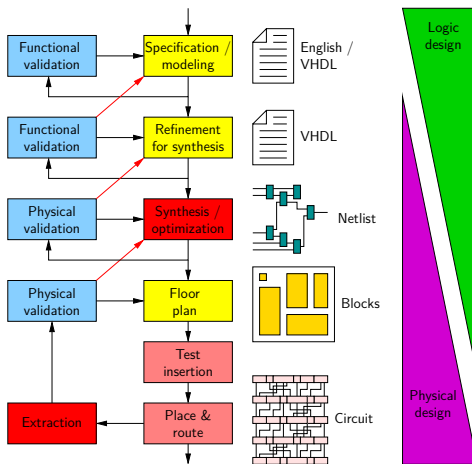 Functional
validation
Specification /
modeling
English /
VHDL
Logic
design
Functional
validation
Refinement
for synthesis
VHDL
Physical
validation
Synthesis /
optimization
Netlist
Physical
validation
Floor
plan
Blocks
Test
insertion
Extraction
Place &
route
Circuit
Physical
design